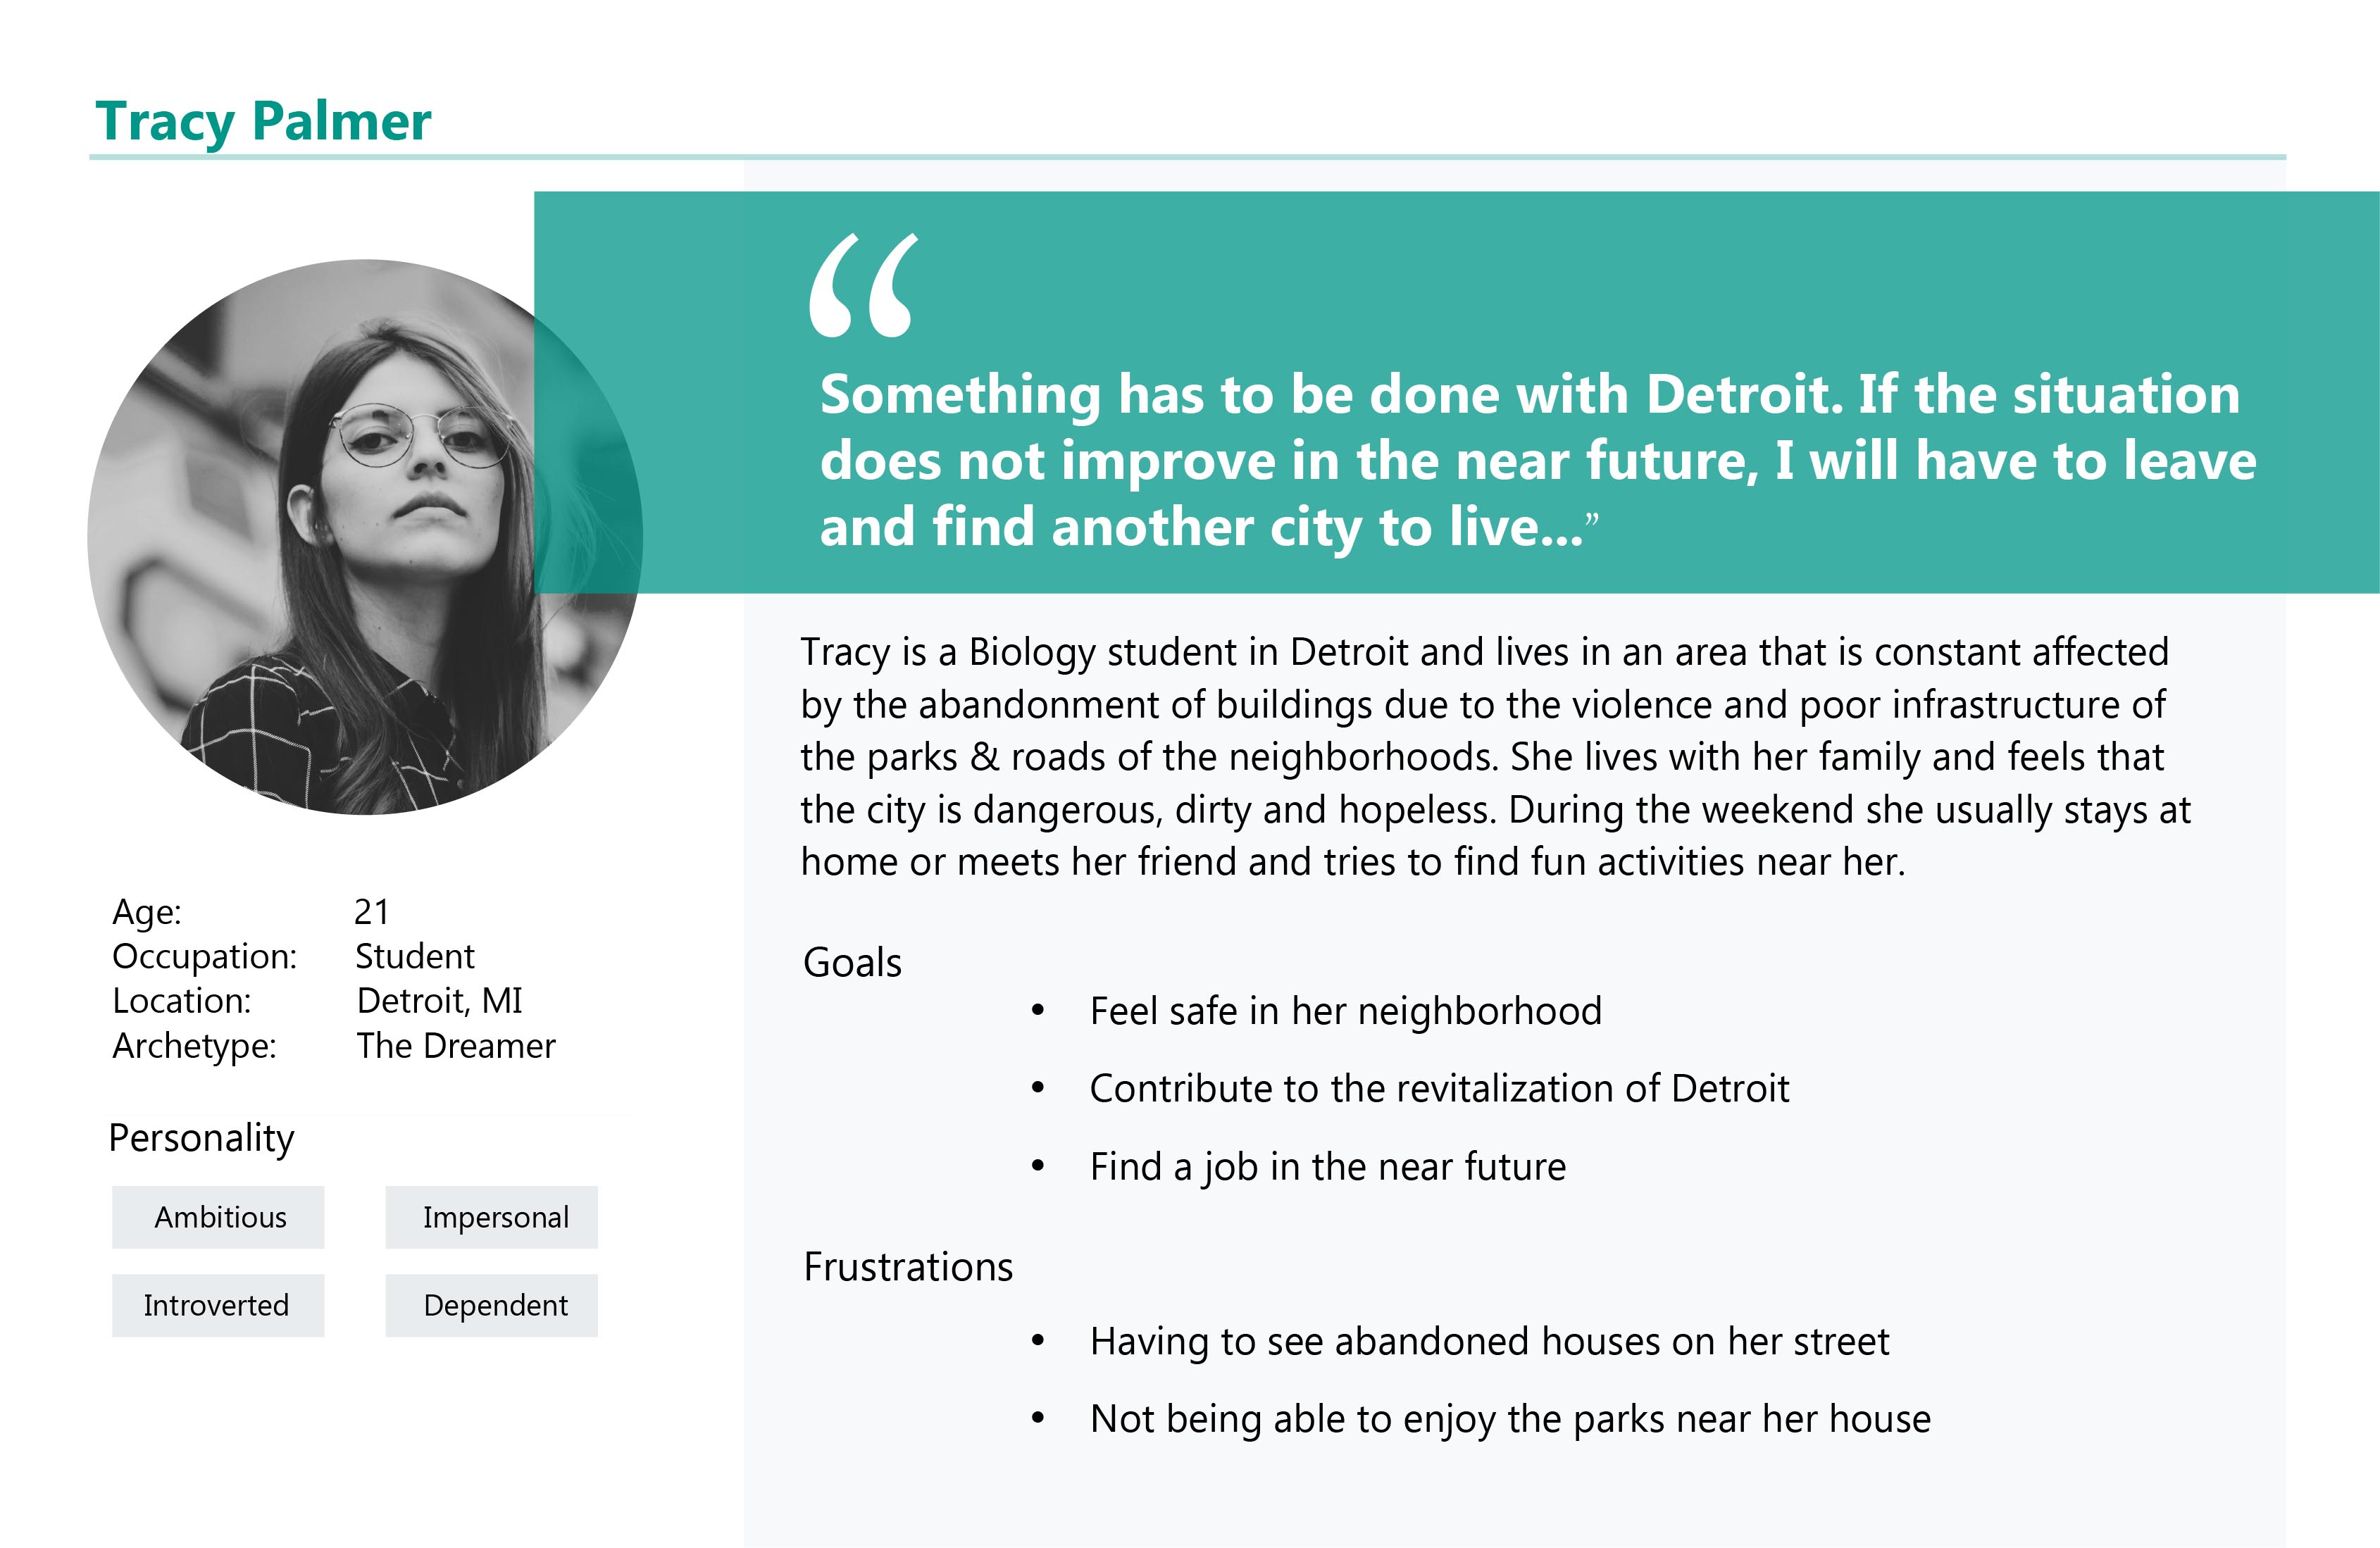 Tracy Palmer
“
Something has to be done with Detroit. If the situation
does not improve in the near future, I will have to leave
and find another city to live...”
Tracy is a Biology student in Detroit and lives in an area that is constant affected
by the abandonment of buildings due to the violence and poor infrastructure of
the parks & roads of the neighborhoods. She lives with her family and feels that
the city is dangerous, dirty and hopeless. During the weekend she usually stays at
home or meets her friend and tries to find fun activities near her.
Age: 21
Occupation: Student
Location: Detroit, MI
Archetype: The Dreamer
Personality
Ambitious Impersonal
Introverted Dependent
Goals
• Feel safe in her neighborhood
• Contribute to the revitalization of Detroit
• Find a job in the near future
Frustrations
• Having to see abandoned houses on her street
• Not being able to enjoy the parks near her house